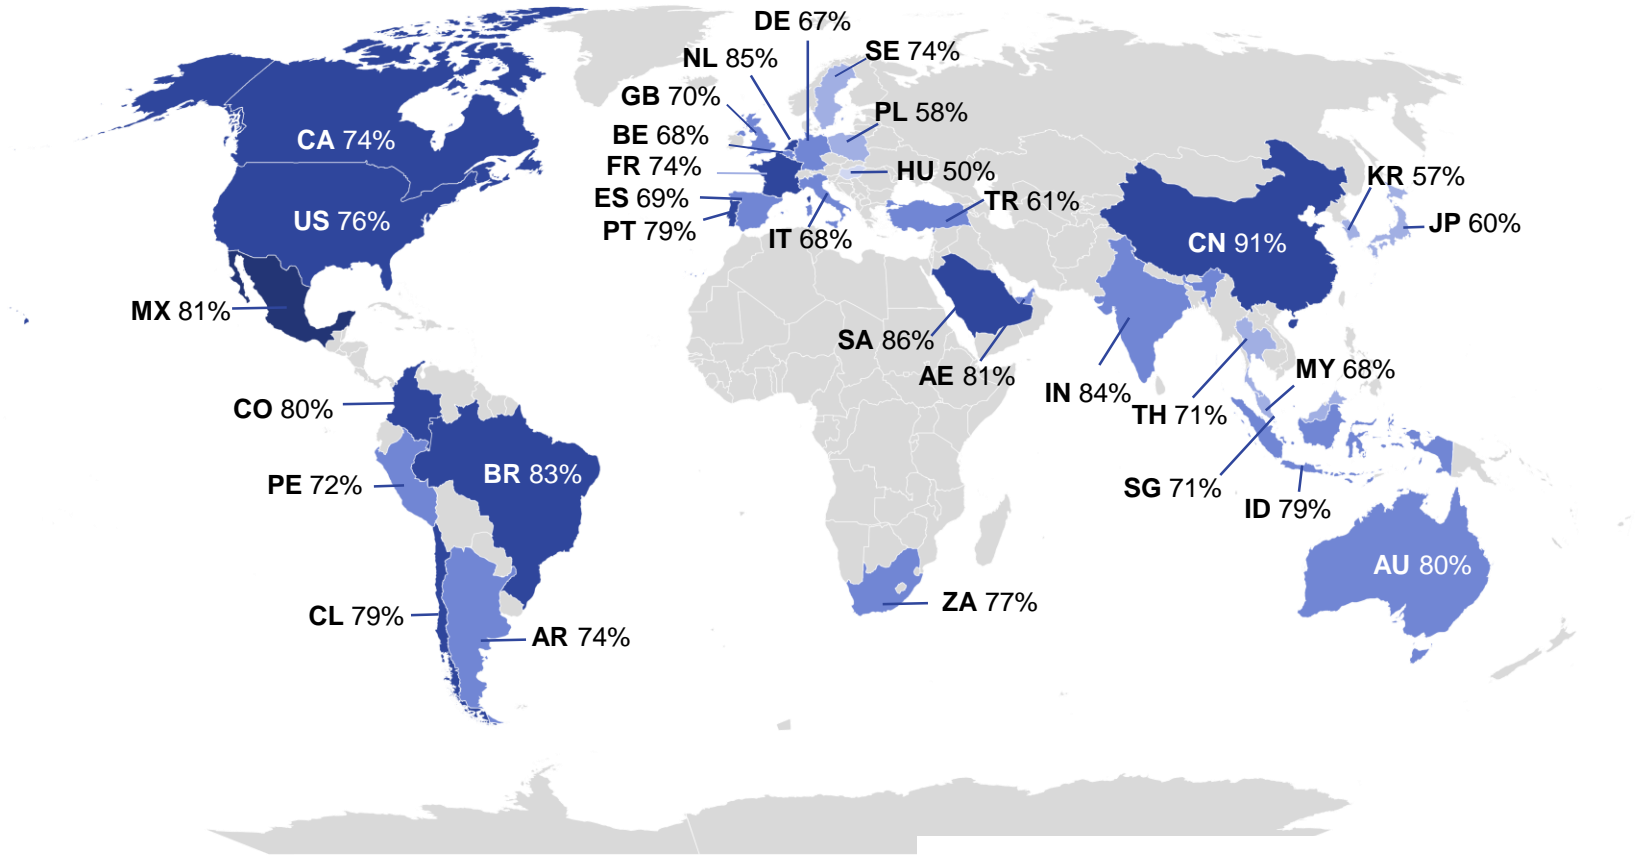 DE 67%
NL 85%
SE 74%
GB 70%
PL 58%
BE 68%
CA 74%
FR 74%
HU 50%
KR 57%
ES 69%
TR 61%
US 76%
PT 79%
IT 68%
JP 60%
CN 91%
MX 81%
SA 86%
AE 81%
MY 68%
IN 84%
CO 80%
TH 71%
BR 83%
PE 72%
SG 71%
ID 79%
AU 80%
ZA 77%
CL 79%
AR 74%